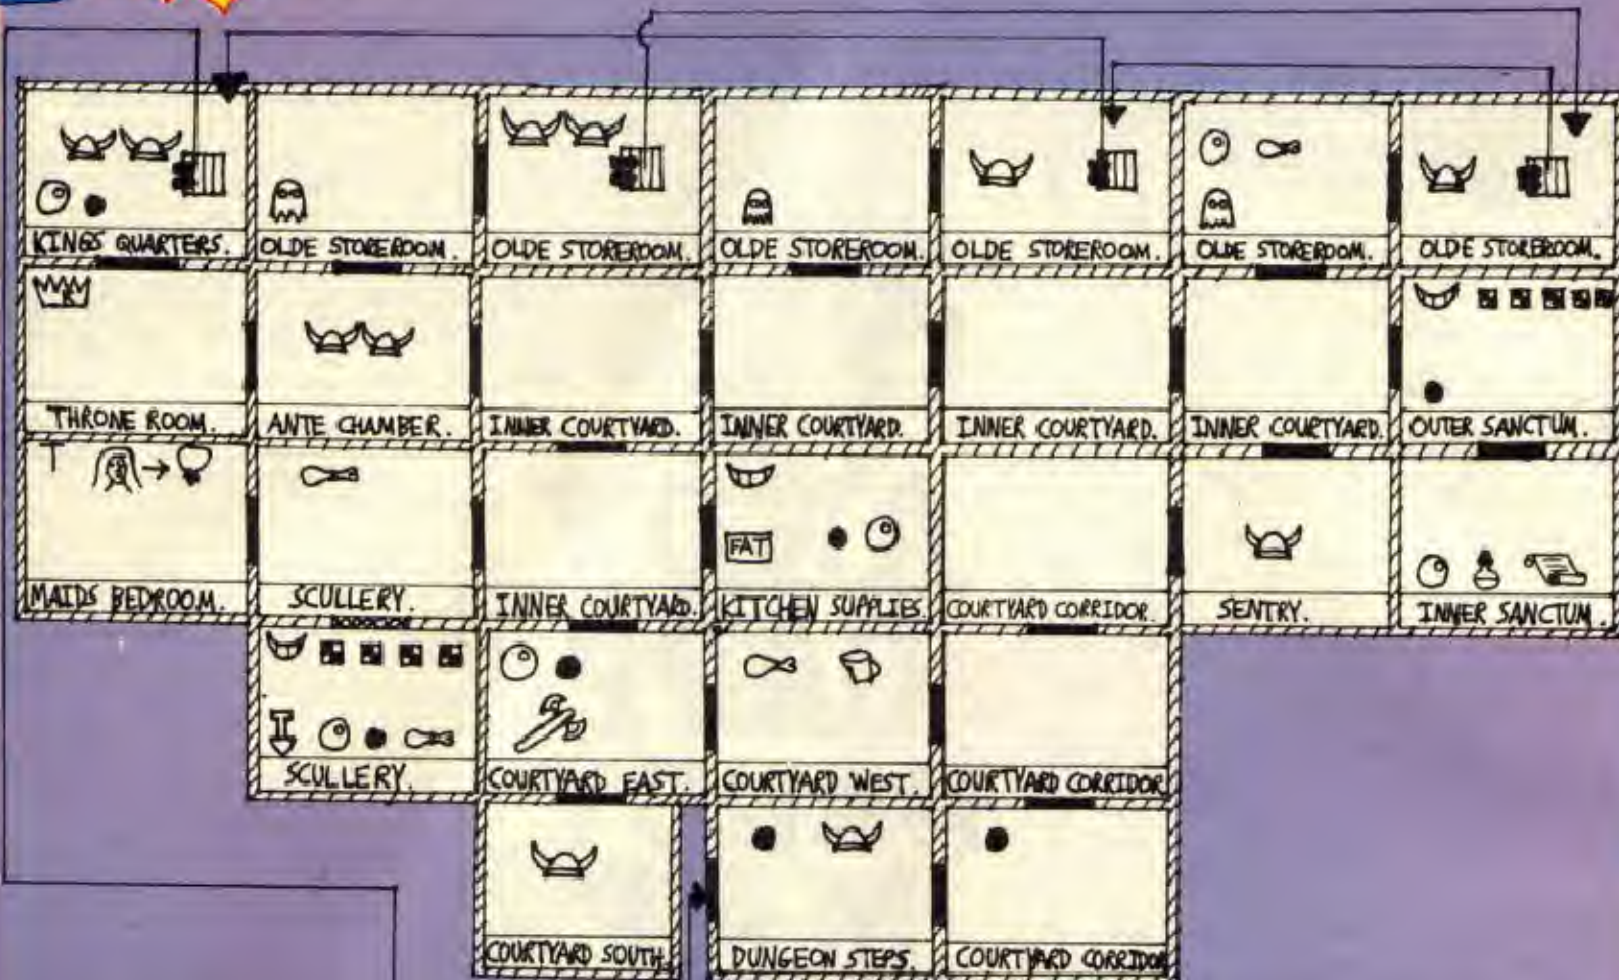 KINGS QUARTERS.
OLDE STOREROOM.
OLDE STOREROOM.
OLDE STOREROOM.
OLDE STOREROOM.
OLDE STOREROOM.
OLDE STOREROOM.
THRONE ROOM.
ANTE CHAMBER.
INNER COURTYARD.
INNER COURTYARD.
INNER COURTYARD.
INNER COURTYARD.
OUTER SANCTUM.
T
FAT
MAIDS BEDROOM.
SCULLERY.
INNER COURTYARD.
KITCHEN SUPPLIES.
COURTYARD CORRIDOR.
SENTRY.
INNER SANCTUM.
SCULLERY.
COURTYARD EAST.
COURTYARD WEST.
COURTYARD CORRIDOR
COURTYARD SOUTH.
DUNGEON STEPS.
COURTYARD CORRIDOR